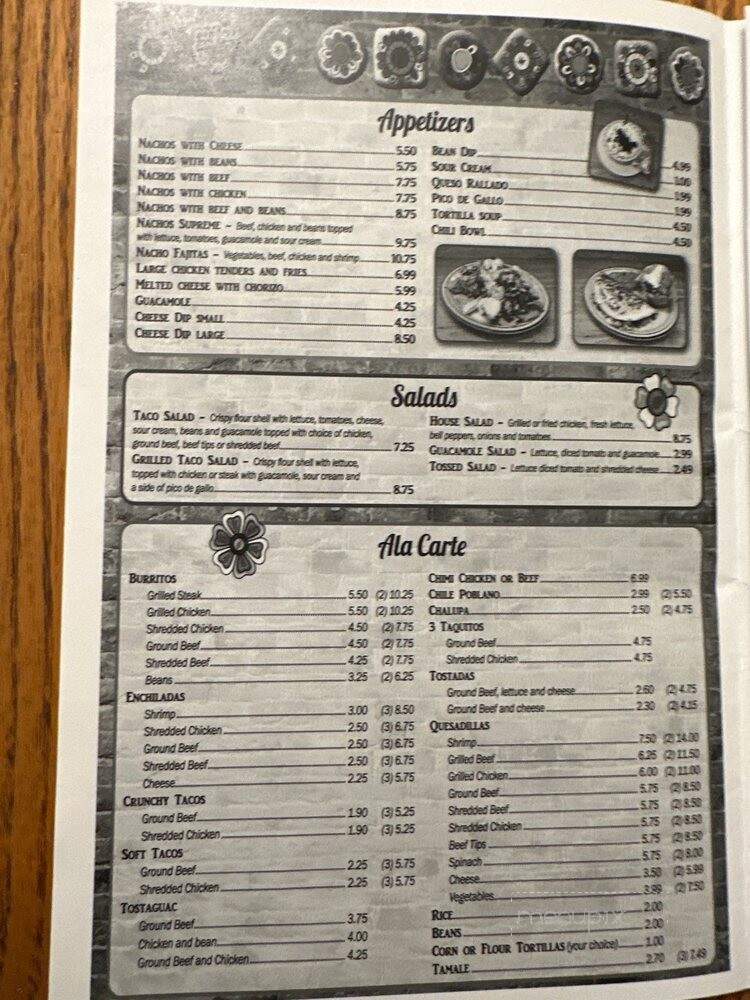 Appetizers
Nachos with Cheese 5.50
Nachos with beans 5.75
Nachos with beef 7.75
Nachos with chicken 7.75
Nachos with beef and beans 8.75
Nachos Supreme – Beef, chicken and beans topped
with lettuce, tomatoes, guacamole and sour cream 9.75
Nacho Fajitas – Vegetables, beef, chicken and shrimp 10.75
Large chicken tenders and fries 6.99
Melted cheese with chorizo 5.99
Guacamole 4.25
Cheese Dip small 4.25
Cheese Dip large 8.50
Bean Dip 4.99
Sour Cream 1.00
Queso Rallado 1.99
Pico de Gallo 1.99
Tortilla soup 4.50
Chili Bowl 4.50
Salads
Taco Salad – Crispy flour shell with lettuce, tomatoes, cheese,
sour cream, beans and guacamole topped with choice of chicken,
ground beef, beef tips or shredded beef 7.25
Grilled Taco Salad – Crispy flour shell with lettuce,
topped with chicken or steak with guacamole, sour cream and
a side of pico de gallo 8.75
House Salad – Grilled or fried chicken, fresh lettuce,
bell peppers, onions and tomatoes 8.75
Guacamole Salad – Lettuce, diced tomato and guacamole 2.99
Tossed Salad – Lettuce diced tomato and shredded cheese 2.49
Ala Carte
Burritos
Grilled Steak 5.50 (2) 10.25
Grilled Chicken 5.50 (2) 10.25
Shredded Chicken 4.50 (2) 7.75
Ground Beef 4.50 (2) 7.75
Shredded Beef 4.25 (2) 7.75
Beans 3.25 (2) 6.25
Enchiladas
Shrimp 3.00 (3) 8.50
Shredded Chicken 2.50 (3) 6.75
Ground Beef 2.50 (3) 6.75
Shredded Beef 2.50 (3) 6.75
Cheese 2.25 (3) 5.75
Crunchy Tacos
Ground Beef 1.90 (3) 5.25
Shredded Chicken 1.90 (3) 5.25
Soft Tacos
Ground Beef 2.25 (3) 5.75
Shredded Chicken 2.25 (3) 5.75
Tostaguac
Ground Beef 3.75
Chicken and bean 4.00
Ground Beef and Chicken 4.25
Chimi Chicken or Beef 6.99
Chile Poblano 2.99 (2) 5.50
Chalupa 2.50 (2) 4.75
3 Taquitos
Ground Beef 4.75
Shredded Chicken 4.75
Tostadas
Ground Beef, lettuce and cheese 2.60 (2) 4.75
Ground Beef and cheese 2.30 (2) 4.15
Quesadillas
Shrimp 7.50 (2) 14.00
Grilled Beef 6.25 (2) 11.50
Grilled Chicken 6.00 (2) 11.00
Ground Beef 5.75 (2) 8.50
Shredded Beef 5.75 (2) 8.50
Shredded Chicken 5.75 (2) 8.50
Beef Tips 5.75 (2) 8.50
Spinach 5.75 (2) 8.00
Cheese 3.50 (2) 5.99
Vegetables 3.99 (2) 7.50
Rice 2.00
Beans 2.00
Corn or Flour Tortillas (your choice) 1.00
Tamale 2.70 (3) 7.49
menupix